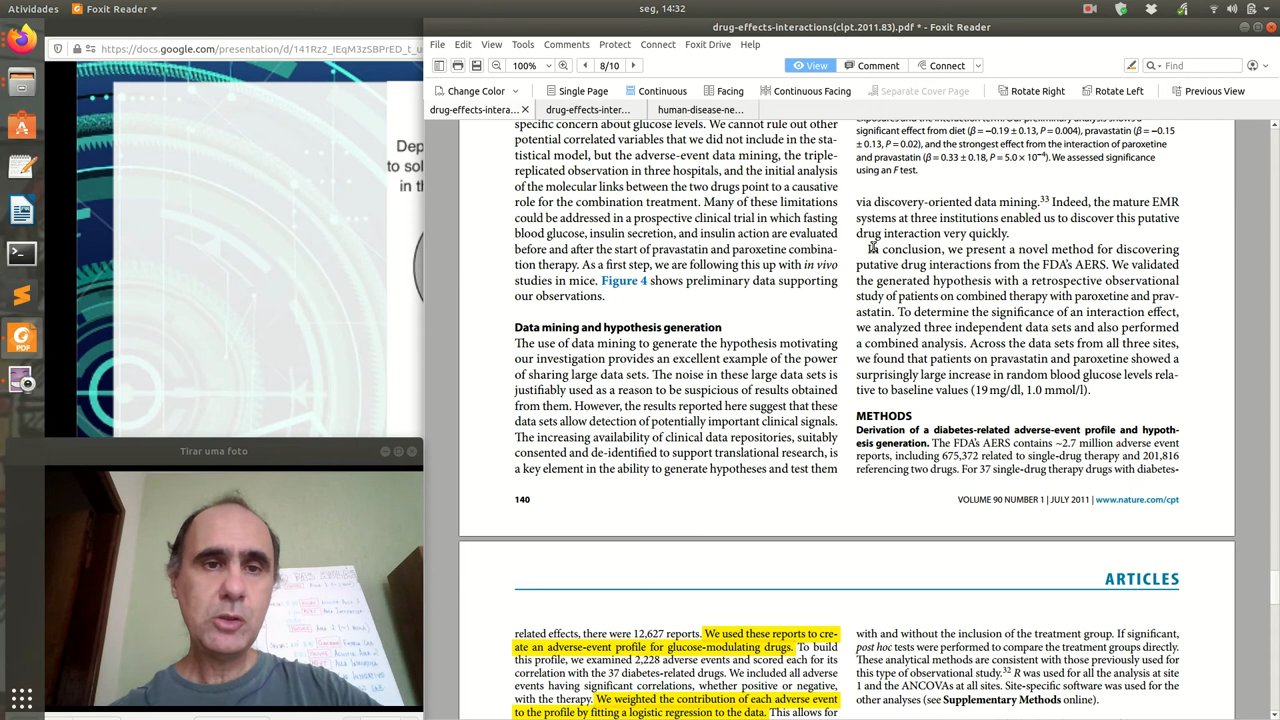 Atividades
Foxit Reader
seg, 14:32
https://docs.google.com/presentation/d/141Rz2_IEqM3zSBPrED_t_u
drug-effects-interactions(clpt.2011.83).pdf * - Foxit Reader
File Edit View Tools Comments Protect Connect Foxit Drive Help
100% 8/10 View Comment Connect Find
Change Color Single Page Continuous Facing Continuous Facing Separate Cover Page Rotate Right Rotate Left Previous View
drug-effects-intera... drug-effects-inter... human-disease-ne...
Dep
to sol
in th
specific concern about glucose levels. We cannot rule out other
potential correlated variables that we did not include in the sta-
tistical model, but the adverse-event data mining, the triple-
replicated observation in three hospitals, and the initial analysis
of the molecular links between the two drugs point to a causative
role for the combination treatment. Many of these limitations
could be addressed in a prospective clinical trial in which fasting
blood glucose, insulin secretion, and insulin action are evaluated
before and after the start of pravastatin and paroxetine combina-
tion therapy. As a first step, we are following this up with in vivo
studies in mice. Figure 4 shows preliminary data supporting
our observations.
Data mining and hypothesis generation
The use of data mining to generate the hypothesis motivating
our investigation provides an excellent example of the power
of sharing large data sets. The noise in these large data sets is
justifiably used as a reason to be suspicious of results obtained
from them. However, the results reported here suggest that these
data sets allow detection of potentially important clinical signals.
The increasing availability of clinical data repositories, suitably
consented and de-identified to support translational research, is
a key element in the ability to generate hypotheses and test them
significant effect from diet (β = −0.19 ± 0.13, P = 0.004), pravastatin (β = −0.15
± 0.13, P = 0.02), and the strongest effect from the interaction of paroxetine
and pravastatin (β = 0.33 ± 0.18, P = 5.0 × 10⁻⁴). We assessed significance
using an F test.
via discovery-oriented data mining.³³ Indeed, the mature EMR
systems at three institutions enabled us to discover this putative
drug interaction very quickly.
In conclusion, we present a novel method for discovering
putative drug interactions from the FDA's AERS. We validated
the generated hypothesis with a retrospective observational
study of patients on combined therapy with paroxetine and prav-
astatin. To determine the significance of an interaction effect,
we analyzed three independent data sets and also performed
a combined analysis. Across the data sets from all three sites,
we found that patients on pravastatin and paroxetine showed a
surprisingly large increase in random blood glucose levels rela-
tive to baseline values (19 mg/dl, 1.0 mmol/l).
METHODS
Derivation of a diabetes-related adverse-event profile and hypoth-
esis generation. The FDA's AERS contains ~2.7 million adverse event
reports, including 675,372 related to single-drug therapy and 201,816
referencing two drugs. For 37 single-drug therapy drugs with diabetes-
140
VOLUME 90 NUMBER 1 | JULY 2011 | www.nature.com/cpt
ARTICLES
related effects, there were 12,627 reports. We used these reports to cre-
ate an adverse-event profile for glucose-modulating drugs. To build
this profile, we examined 2,228 adverse events and scored each for its
correlation with the 37 diabetes-related drugs. We included all adverse
events having significant correlations, whether positive or negative,
with the therapy. We weighted the contribution of each adverse event
to the profile by fitting a logistic regression to the data. This allows for
with and without the inclusion of the treatment group. If significant,
post hoc tests were performed to compare the treatment groups directly.
These analytical methods are consistent with those previously used for
this type of observational study.³² R was used for all the analysis at site
1 and the ANCOVAs at all sites. Site-specific software was used for the
other analyses (see Supplementary Methods online).
Tirar uma foto